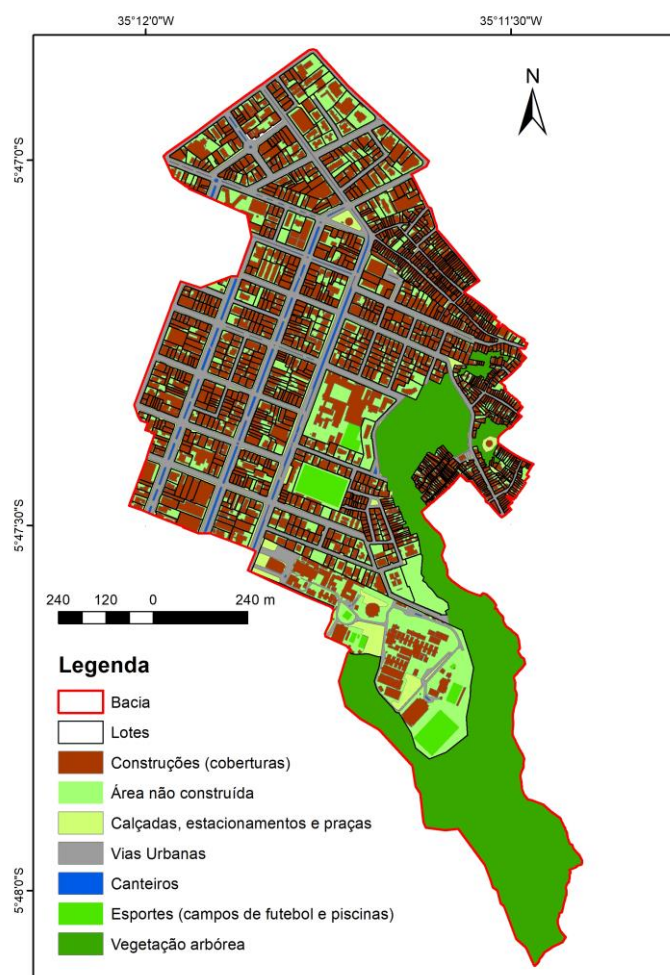 35°12'0"W
35°11'30"W
N
5°47'0"S
5°47'30"S
240 120 0 240 m
Legenda
Bacia
Lotes
Construções (coberturas)
Área não construída
Calçadas, estacionamentos e praças
Vias Urbanas
Canteiros
Esportes (campos de futebol e piscinas)
Vegetação arbórea
5°48'0"S